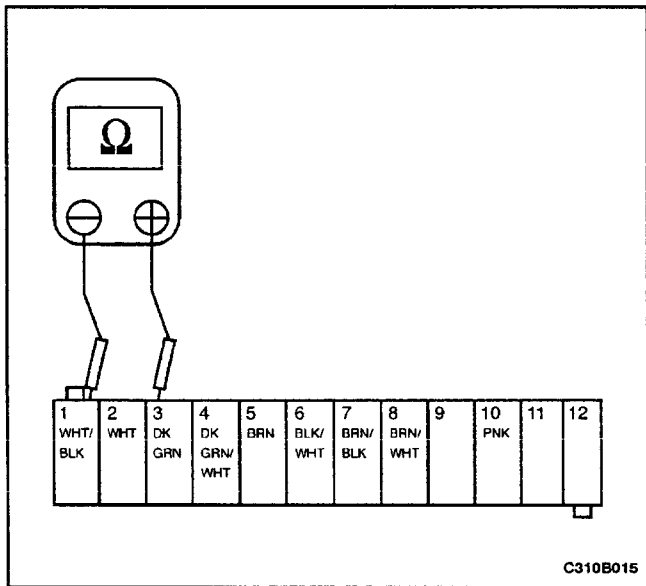 Ω
− +
1 2 3 4 5 6 7 8 9 10 11 12
WHT/ WHT DK DK BRN BLK/ BRN/ BRN/ PNK
BLK GRN GRN/ WHT BLK WHT
WHT
C310B015